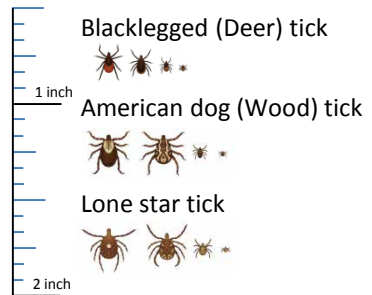 Blacklegged (Deer) tick
1 inch
American dog (Wood) tick
Lone star tick
2 inch